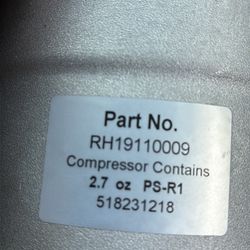 Part No.
RH19110009
Compressor Contains
2.7 oz PS-R1
518231218